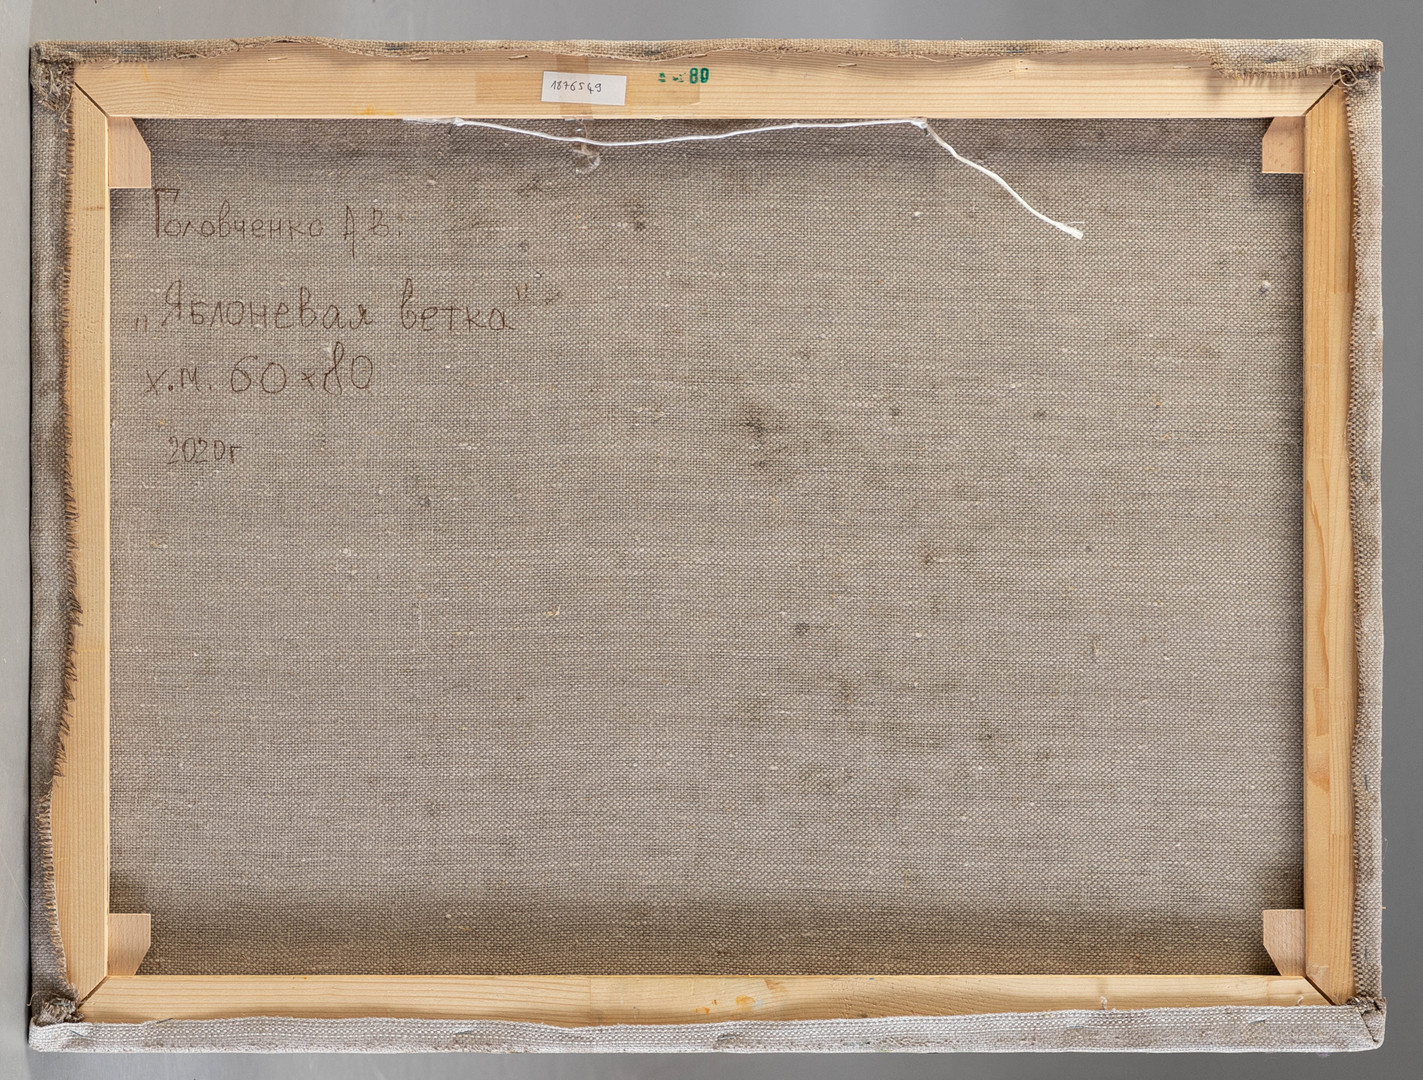 1876549
80
Головченко А В.
„Яблоневая ветка"
х.м. 60 х 80
2020г